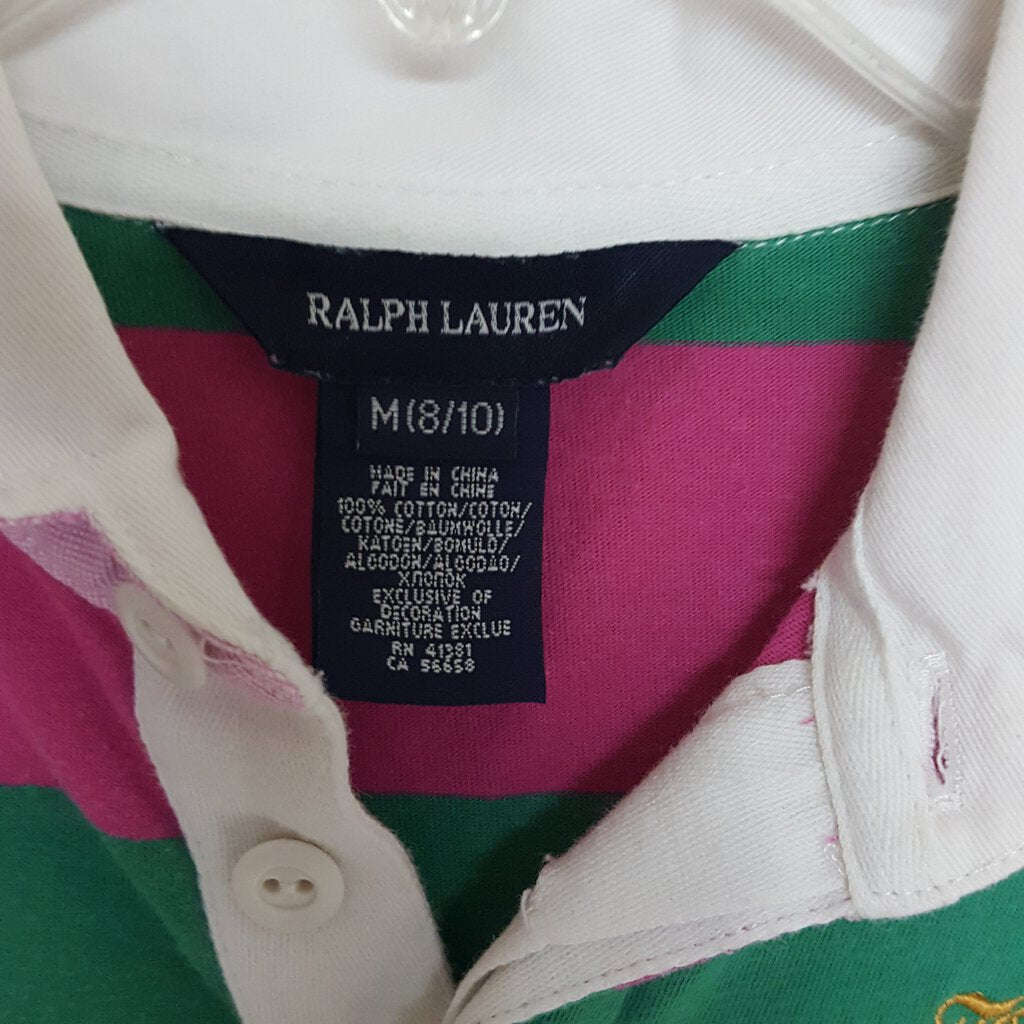 RALPH LAUREN
M(8/10)
MADE IN CHINA
FAIT EN CHINE
100% COTTON/COTON/
COTONE/BAUMWOLLE/
KATOEN/BOMULD/
ALGODON/ALGODAO/
ХЛОПОК
EXCLUSIVE OF
DECORATION
GARNITURE EXCLUE
RN 41381
CA 56658